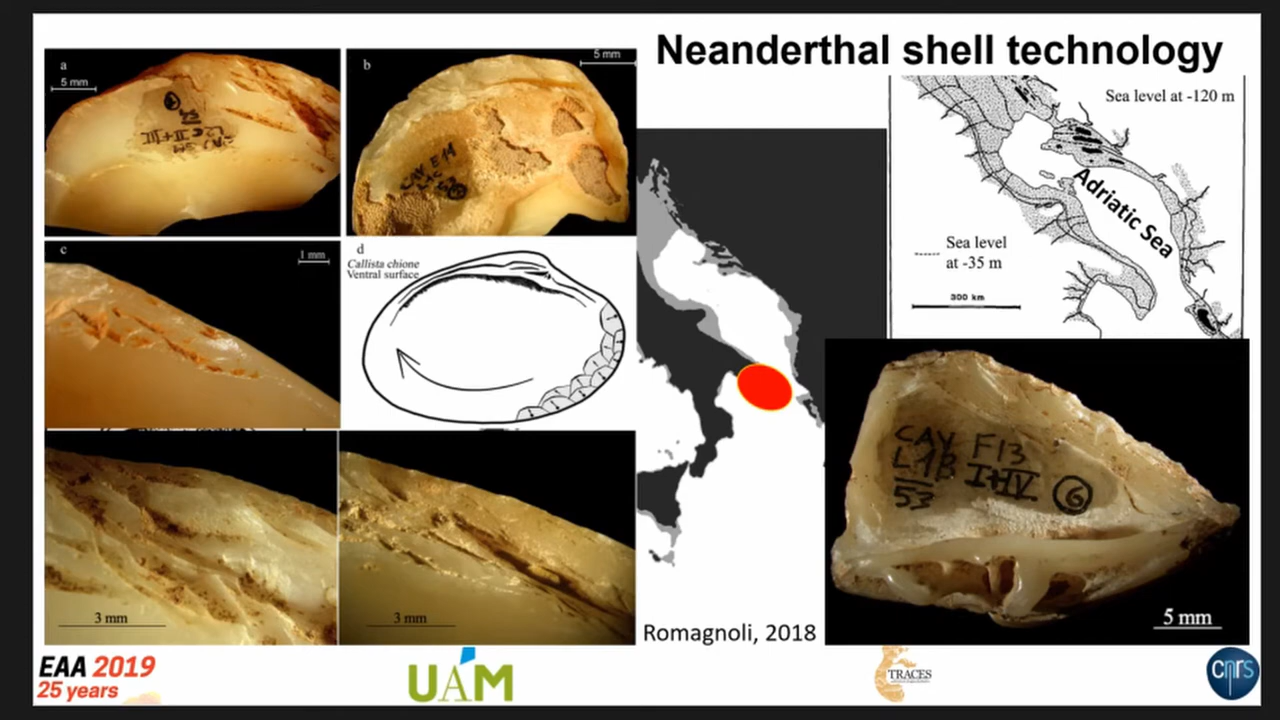 Neanderthal shell technology
a
5 mm
b
5 mm
CAV E14
c
1 mm
d
Callista chione
Ventral surface
3 mm
3 mm
Sea level at -120 m
Adriatic Sea
Sea level
at -35 m
300 km
CAV F13
L1B I+IV 6
53
5 mm
Romagnoli, 2018
EAA 2019
25 years
UAM
TRACES
cnrs